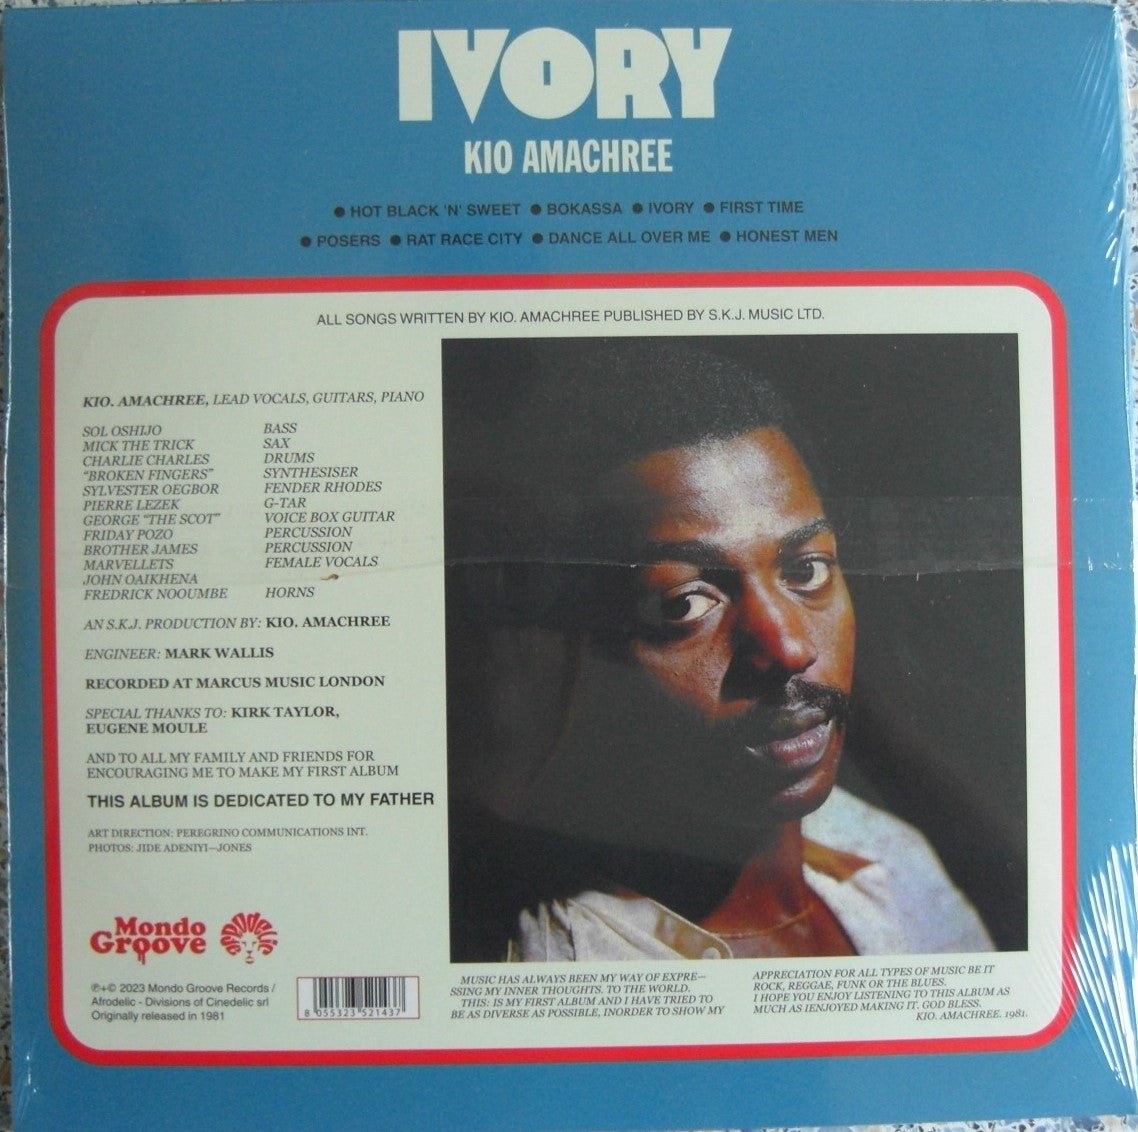 IVORY
KIO AMACHREE
● HOT BLACK 'N' SWEET ● BOKASSA ● IVORY ● FIRST TIME
● POSERS ● RAT RACE CITY ● DANCE ALL OVER ME ● HONEST MEN
ALL SONGS WRITTEN BY KIO. AMACHREE PUBLISHED BY S.K.J. MUSIC LTD.
KIO. AMACHREE, LEAD VOCALS, GUITARS, PIANO
SOL OSHIJO BASS
MICK THE TRICK SAX
CHARLIE CHARLES DRUMS
“BROKEN FINGERS” SYNTHESISER
SYLVESTER OEGBOR FENDER RHODES
PIERRE LEZEK G-TAR
GEORGE “THE SCOT” VOICE BOX GUITAR
FRIDAY POZO PERCUSSION
BROTHER JAMES PERCUSSION
MARVELLETS FEMALE VOCALS
JOHN OAIKHENA
FREDRICK NOOUMBE HORNS
AN S.K.J. PRODUCTION BY: KIO. AMACHREE
ENGINEER: MARK WALLIS
RECORDED AT MARCUS MUSIC LONDON
SPECIAL THANKS TO: KIRK TAYLOR,
EUGENE MOULE
AND TO ALL MY FAMILY AND FRIENDS FOR
ENCOURAGING ME TO MAKE MY FIRST ALBUM
THIS ALBUM IS DEDICATED TO MY FATHER
ART DIRECTION: PEREGRINO COMMUNICATIONS INT.
PHOTOS: JIDE ADENIYI—JONES
Mondo
Groove
Afrodelic
℗+© 2023 Mondo Groove Records /
Afrodelic - Divisions of Cinedelic srl
Originally released in 1981
8 055323 521437
MUSIC HAS ALWAYS BEEN MY WAY OF EXPRE—
SSING MY INNER THOUGHTS. TO THE WORLD.
THIS: IS MY FIRST ALBUM AND I HAVE TRIED TO
BE AS DIVERSE AS POSSIBLE, INORDER TO SHOW MY
APPRECIATION FOR ALL TYPES OF MUSIC BE IT
ROCK, REGGAE, FUNK OR THE BLUES.
I HOPE YOU ENJOY LISTENING TO THIS ALBUM AS
MUCH AS IENJOYED MAKING IT. GOD BLESS.
KIO. AMACHREE. 1981.